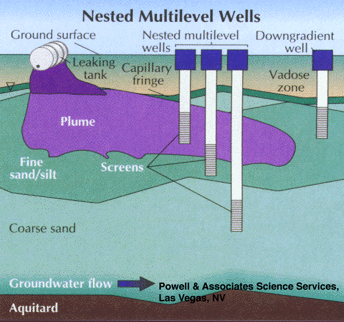 Nested Multilevel Wells
Ground surface
Nested multilevel
wells
Downgradient
well
Leaking
tank
Capillary
fringe
Vadose
zone
Plume
Fine
sand/silt
Screens
Coarse sand
Groundwater flow
Powell & Associates Science Services,
Las Vegas, NV
Aquitard